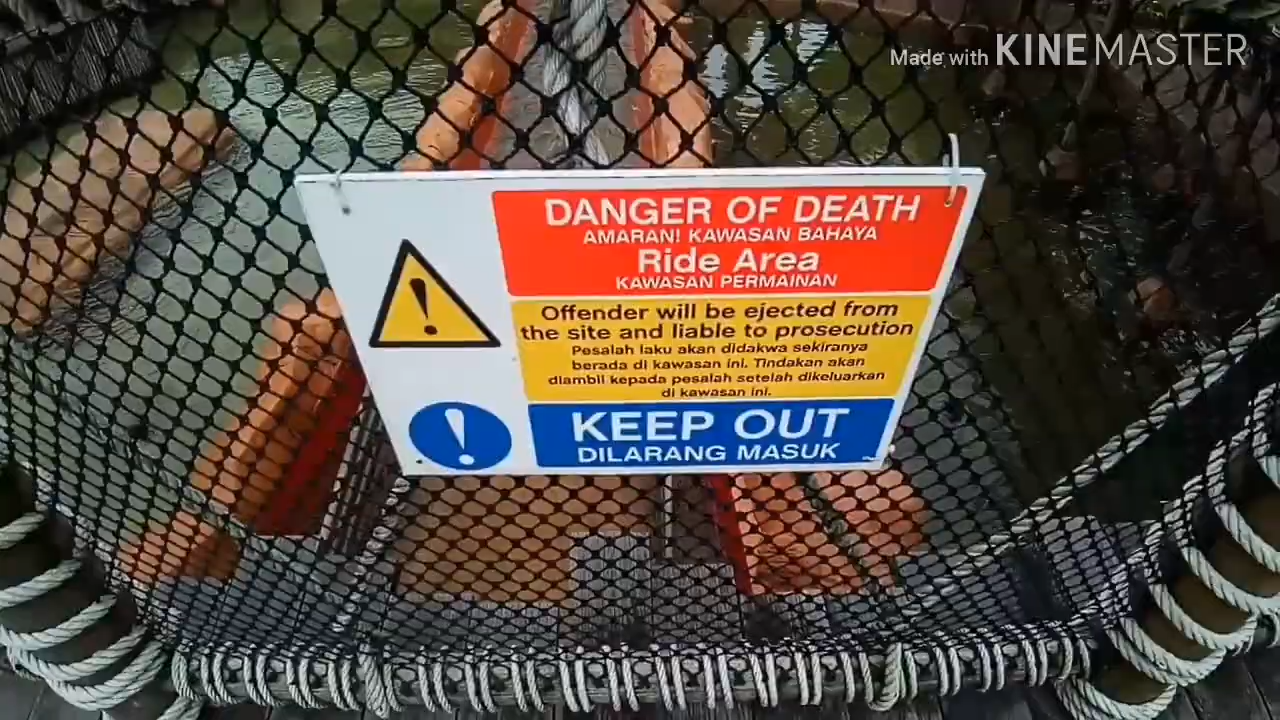 Made with KINEMASTER
DANGER OF DEATH
AMARAN! KAWASAN BAHAYA
Ride Area
KAWASAN PERMAINAN
Offender will be ejected from
the site and liable to prosecution
Pesalah laku akan didakwa sekiranya
berada di kawasan ini. Tindakan akan
diambil kepada pesalah setelah dikeluarkan
di kawasan ini.
KEEP OUT
DILARANG MASUK